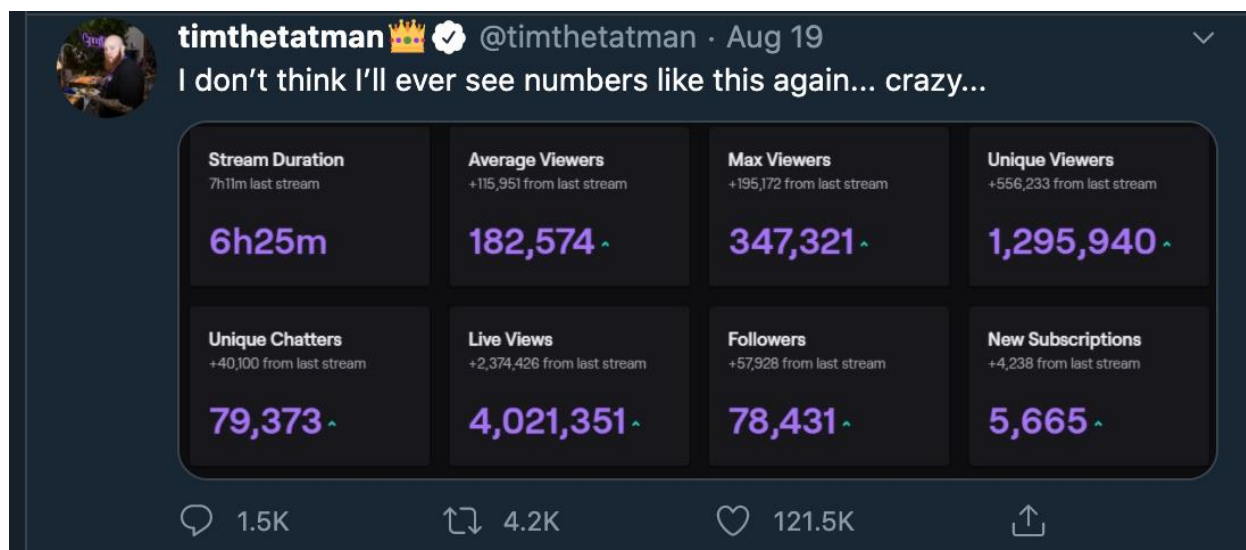 timthetatman👑 @timthetatman · Aug 19
I don’t think I’ll ever see numbers like this again... crazy...
Stream Duration
7h11m last stream
6h25m
Average Viewers
+115,951 from last stream
182,574
Max Viewers
+195,172 from last stream
347,321
Unique Viewers
+556,233 from last stream
1,295,940
Unique Chatters
+40,100 from last stream
79,373
Live Views
+2,374,426 from last stream
4,021,351
Followers
+57,928 from last stream
78,431
New Subscriptions
+4,238 from last stream
5,665
1.5K 4.2K 121.5K